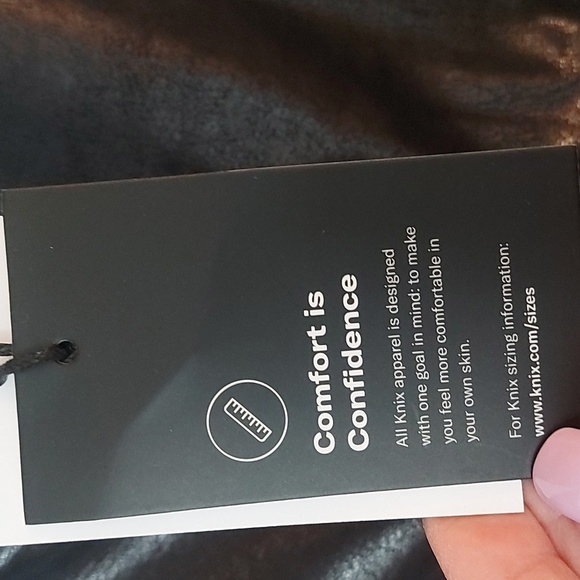 Comfort is
Confidence
All Knix apparel is designed
with one goal in mind: to make
you feel more comfortable in
your own skin.
For Knix sizing information:
www.knix.com/sizes